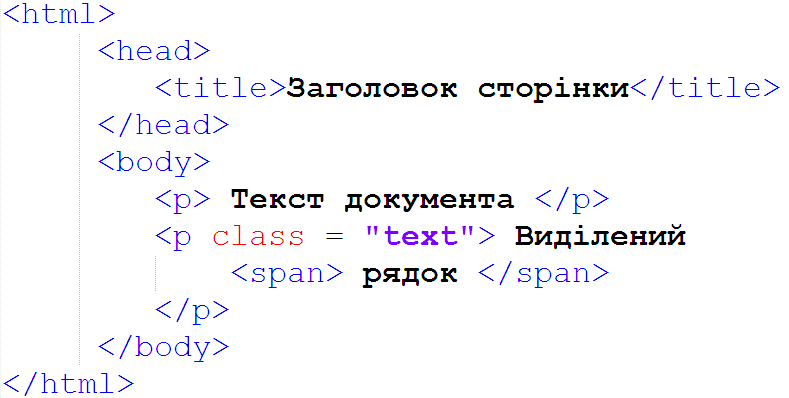 <html>
<head>
<title>Заголовок сторінки</title>
</head>
<body>
<p> Текст документа </p>
<p class = "text"> Виділений
<span> рядок </span>
</p>
</body>
</html>